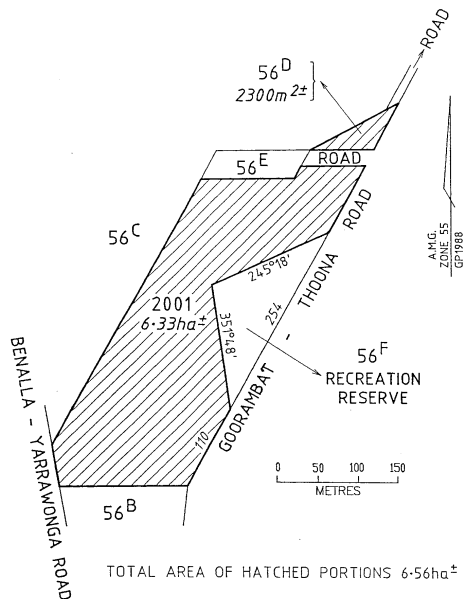 ROAD
56D
2300m2±
56E
ROAD
56C
ROAD
A.M.G.
ZONE 55
GP1988
245°18'
THOONA
2001
6·33ha±
351°48'
254
56F
RECREATION
RESERVE
BENALLA - YARRAWONGA ROAD
GOORAMBAT -
110
0 50 100 150
METRES
56B
TOTAL AREA OF HATCHED PORTIONS 6·56ha±